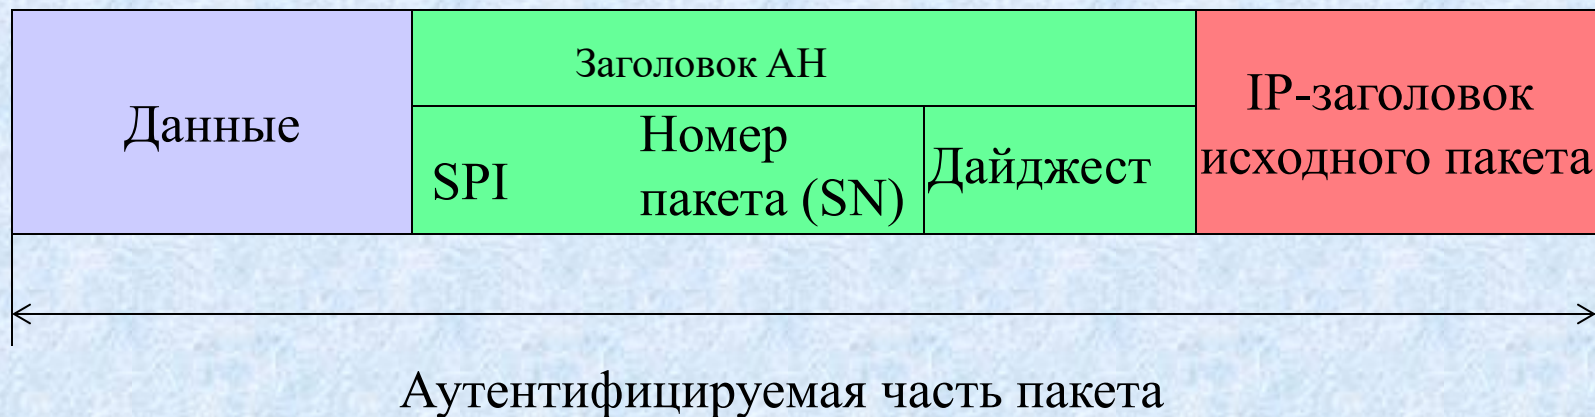 Данные
Заголовок АН
SPI
Номер
пакета (SN)
Дайджест
IP-заголовок
исходного пакета
Аутентифицируемая часть пакета